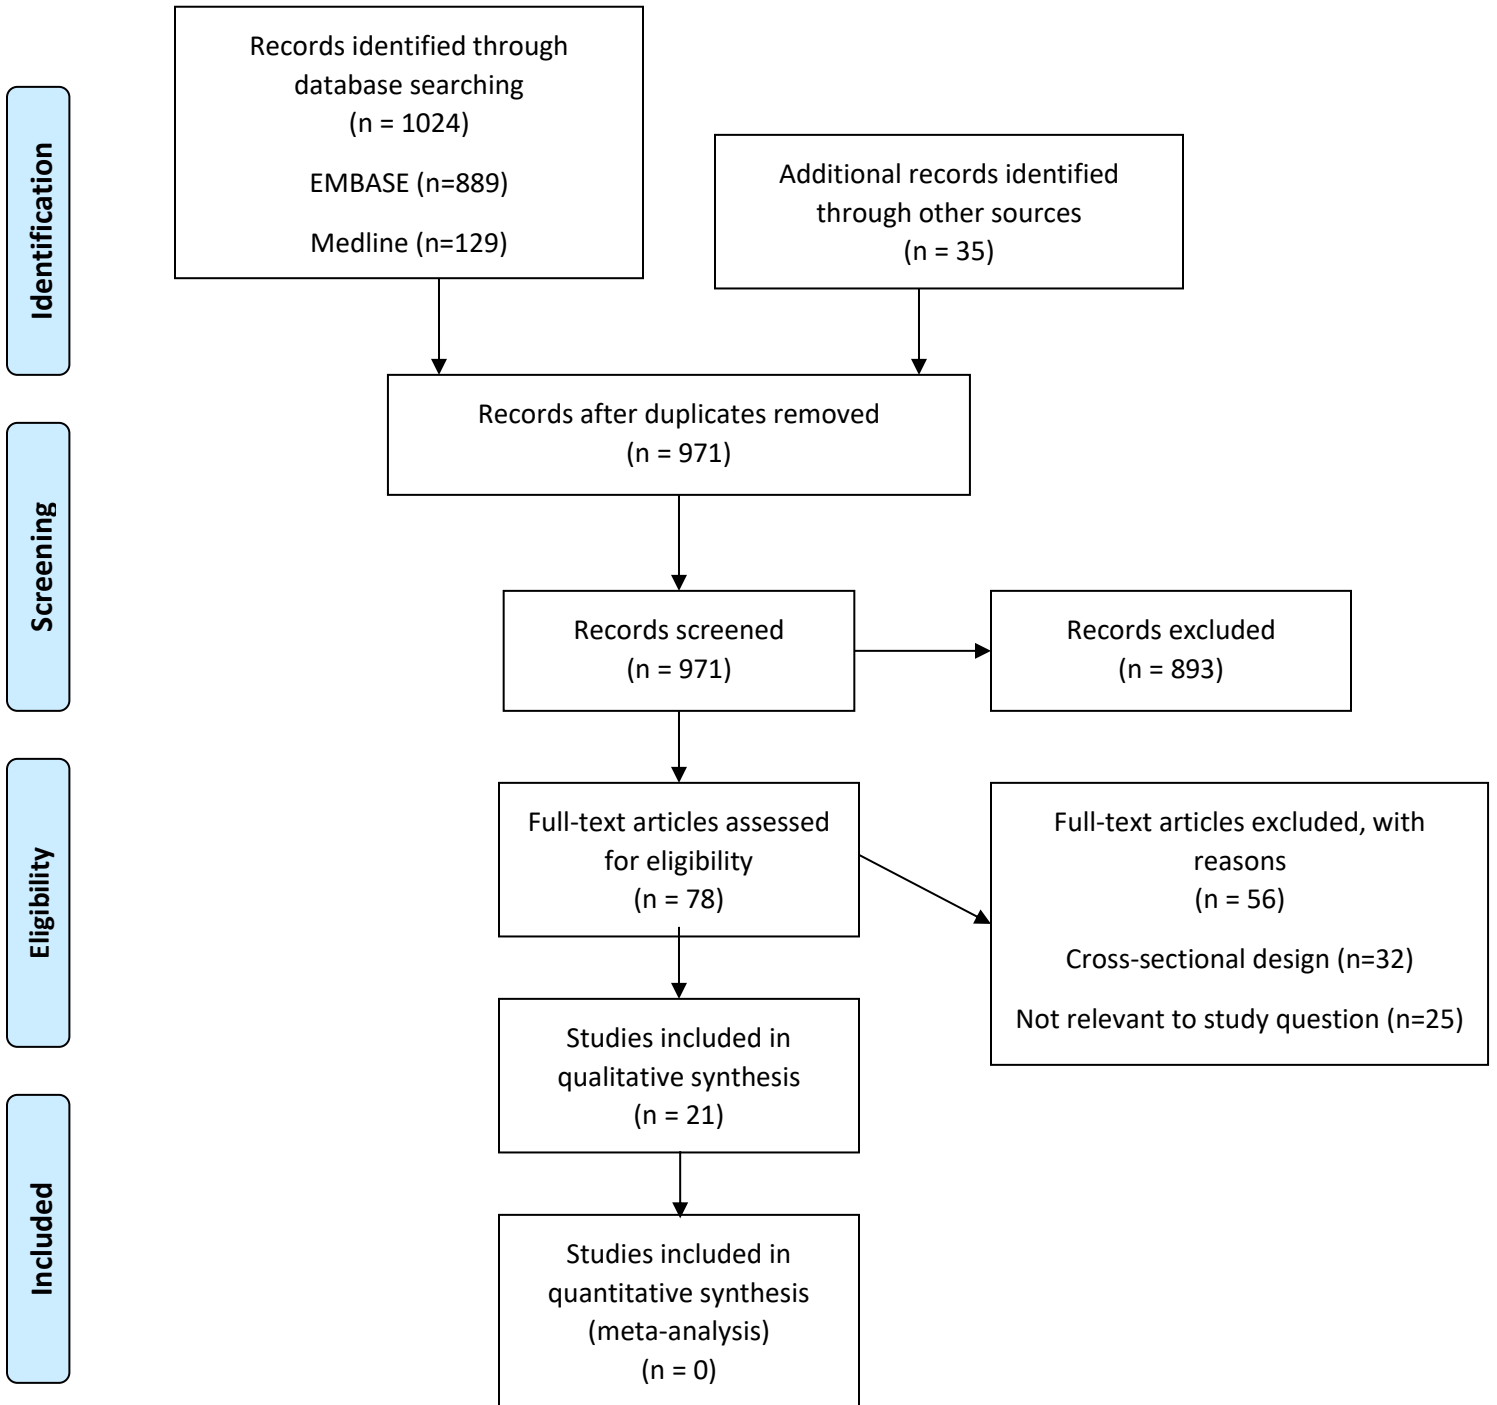 Identification
Records identified through
database searching
(n = 1024)
EMBASE (n=889)
Medline (n=129)
Additional records identified
through other sources
(n = 35)
Records after duplicates removed
(n = 971)
Screening
Records screened
(n = 971)
Records excluded
(n = 893)
Eligibility
Full-text articles assessed
for eligibility
(n = 78)
Full-text articles excluded, with
reasons
(n = 56)
Cross-sectional design (n=32)
Not relevant to study question (n=25)
Studies included in
qualitative synthesis
(n = 21)
Included
Studies included in
quantitative synthesis
(meta-analysis)
(n = 0)